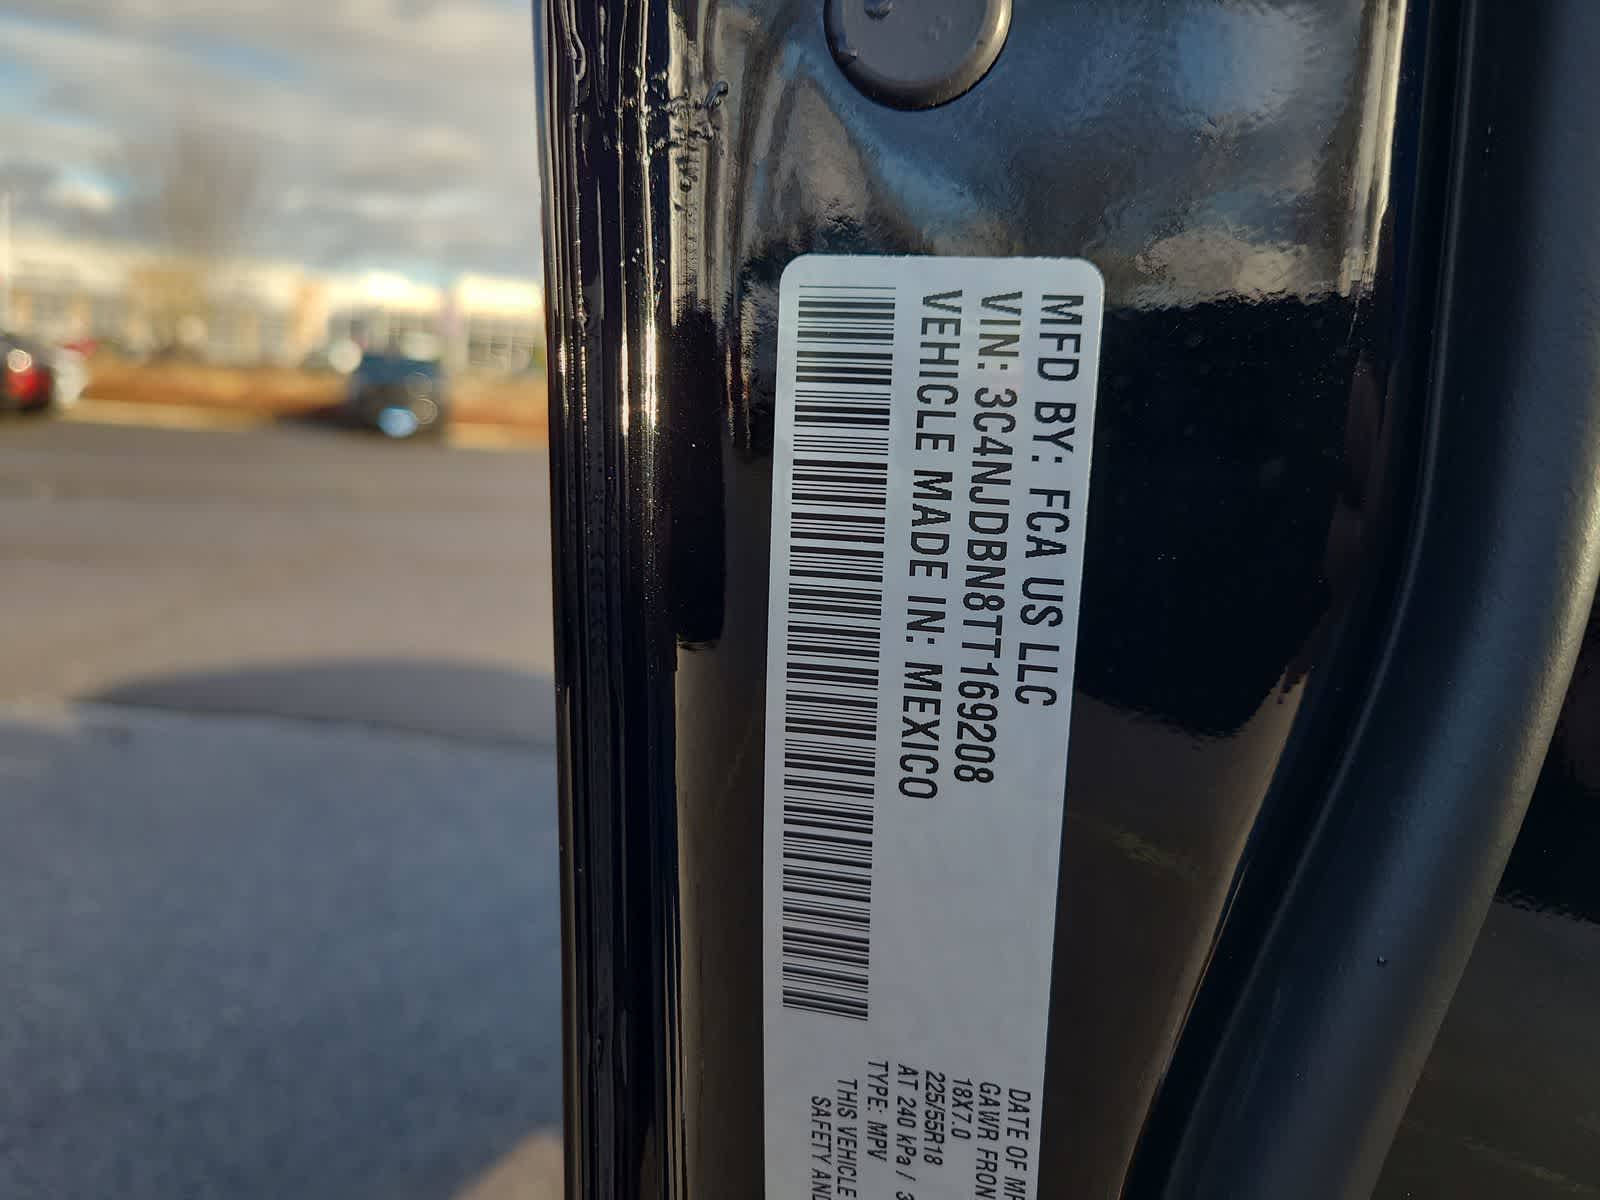 MFD BY: FCA US LLC
VIN: 3C4NJDBN8TT169208
VEHICLE MADE IN: MEXICO
DATE OF
GAWR FRON
18X7.0
225/55R18
AT 240 kPa /
TYPE: MPV
THIS VEHICLE
SAFETY AND